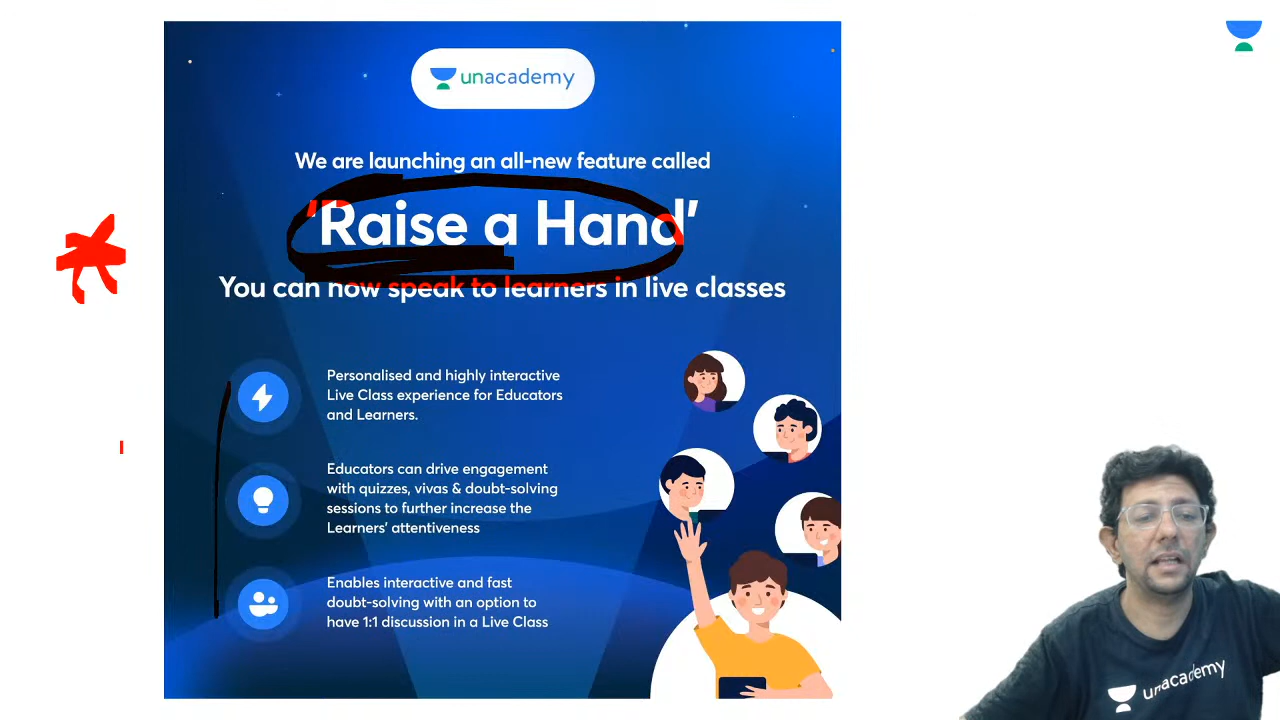 unacademy
We are launching an all-new feature called
'Raise a Hand'
You can now speak to learners in live classes
Personalised and highly interactive
Live Class experience for Educators
and Learners.
Educators can drive engagement
with quizzes, vivas & doubt-solving
sessions to further increase the
Learners' attentiveness
Enables interactive and fast
doubt-solving with an option to
have 1:1 discussion in a Live Class
unacademy